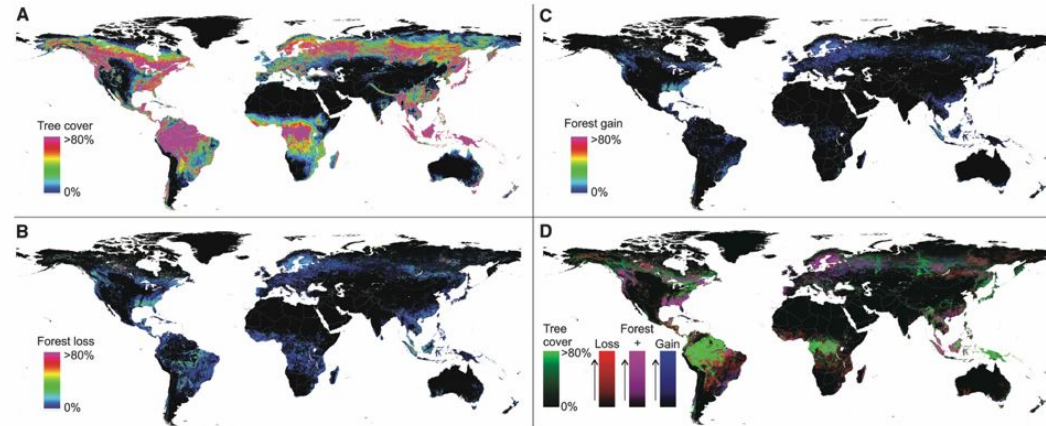 A
Tree cover
>80%
0%
B
Forest loss
>80%
0%
C
Forest gain
>80%
0%
D
Tree
cover
>80%
0%
Forest
Loss + Gain